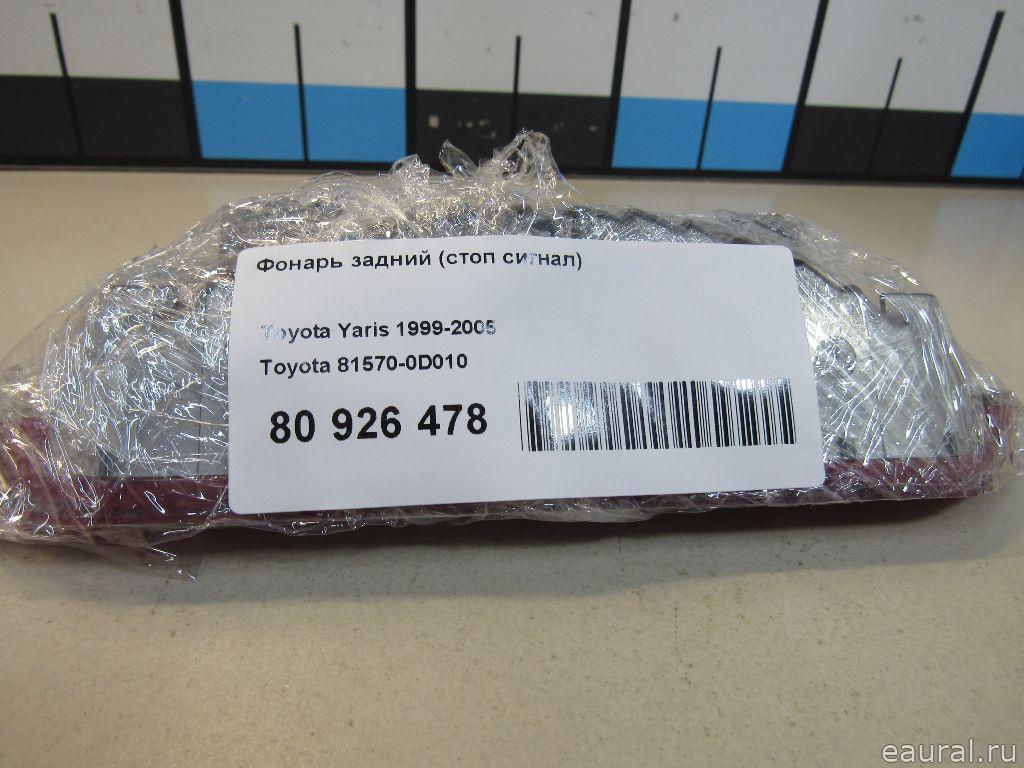 Фонарь задний (стоп сигнал)
Toyota Yaris 1999-2005
Toyota 81570-0D010
80 926 478
eaural.ru